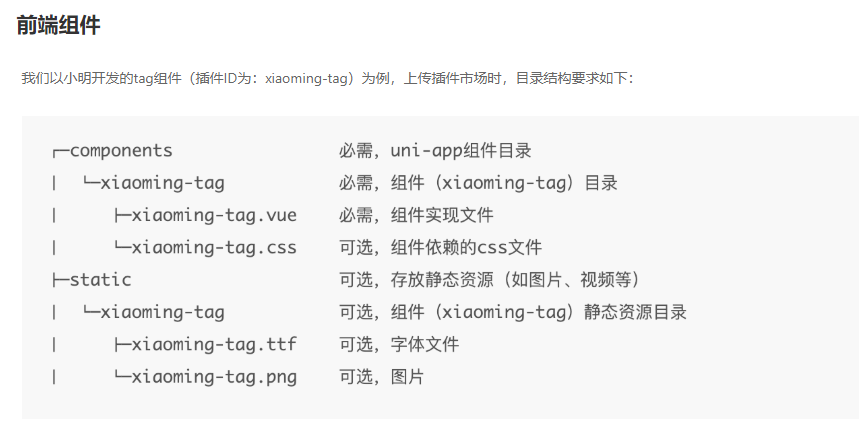 前端组件
我们以小明开发的tag组件（插件ID为：xiaoming-tag）为例，上传插件市场时，目录结构要求如下：
┌─components 必需，uni-app组件目录
│ └─xiaoming-tag 必需，组件（xiaoming-tag）目录
│ ├─xiaoming-tag.vue 必需，组件实现文件
│ └─xiaoming-tag.css 可选，组件依赖的css文件
├─static 可选，存放静态资源（如图片、视频等）
│ └─xiaoming-tag 可选，组件（xiaoming-tag）静态资源目录
│ ├─xiaoming-tag.ttf 可选，字体文件
│ └─xiaoming-tag.png 可选，图片